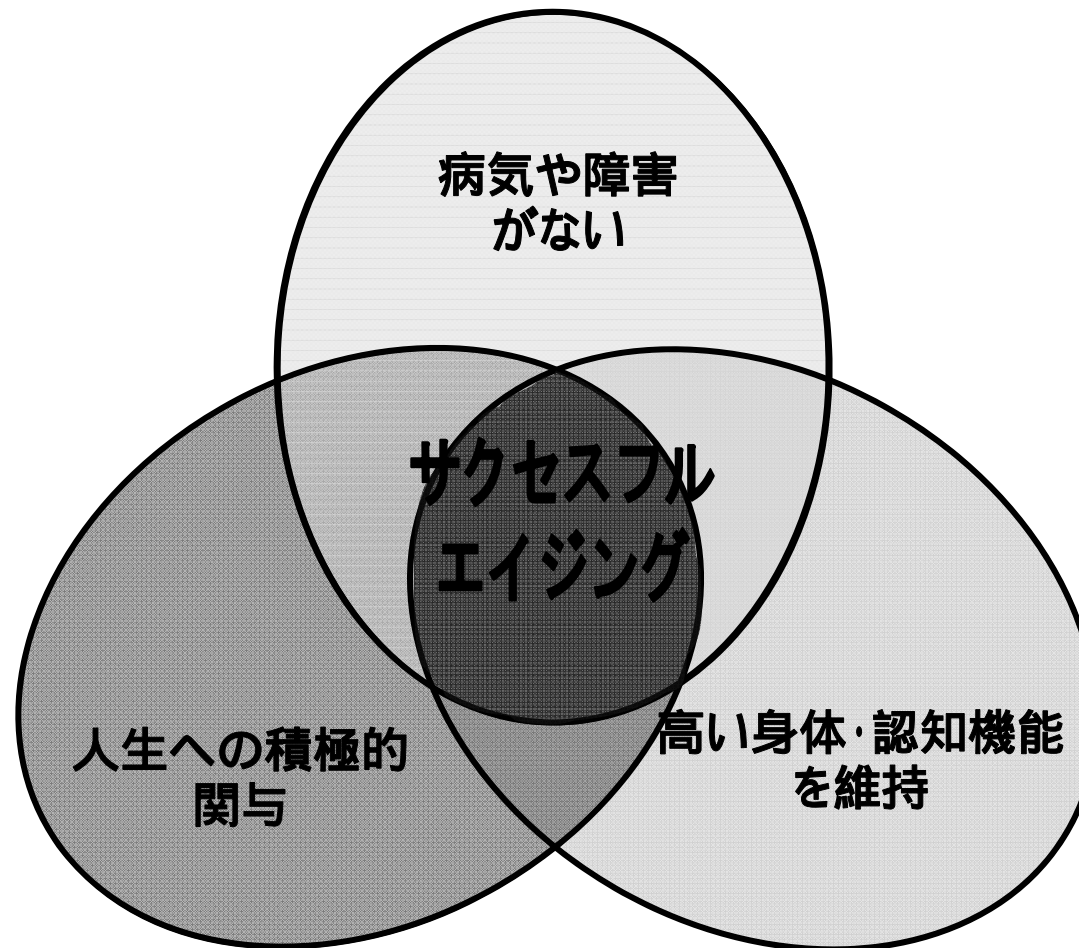 病気や障害
がない
サクセスフル
エイジング
人生への積極的
関与
高い身体・認知機能
を維持